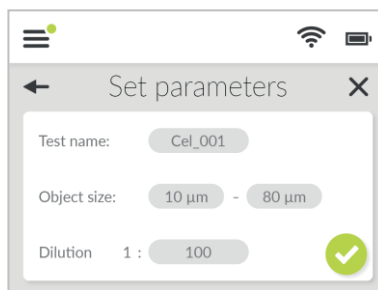 Set parameters
Test name: Cel_001
Object size: 10 µm - 80 µm
Dilution 1 : 100